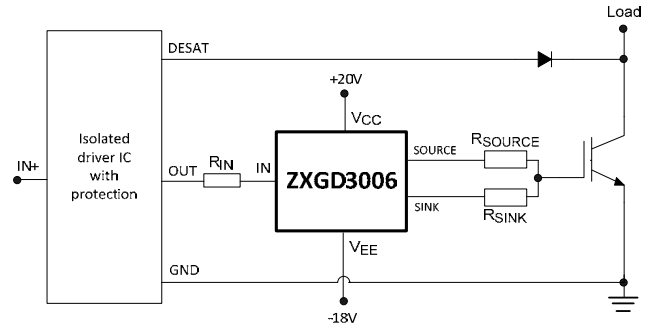 Load
DESAT
+20V
VCC
Isolated
driver IC
with
protection
IN+
OUT
RIN
IN
ZXGD3006
SOURCE
RSOURCE
SINK
RSINK
VEE
GND
-18V